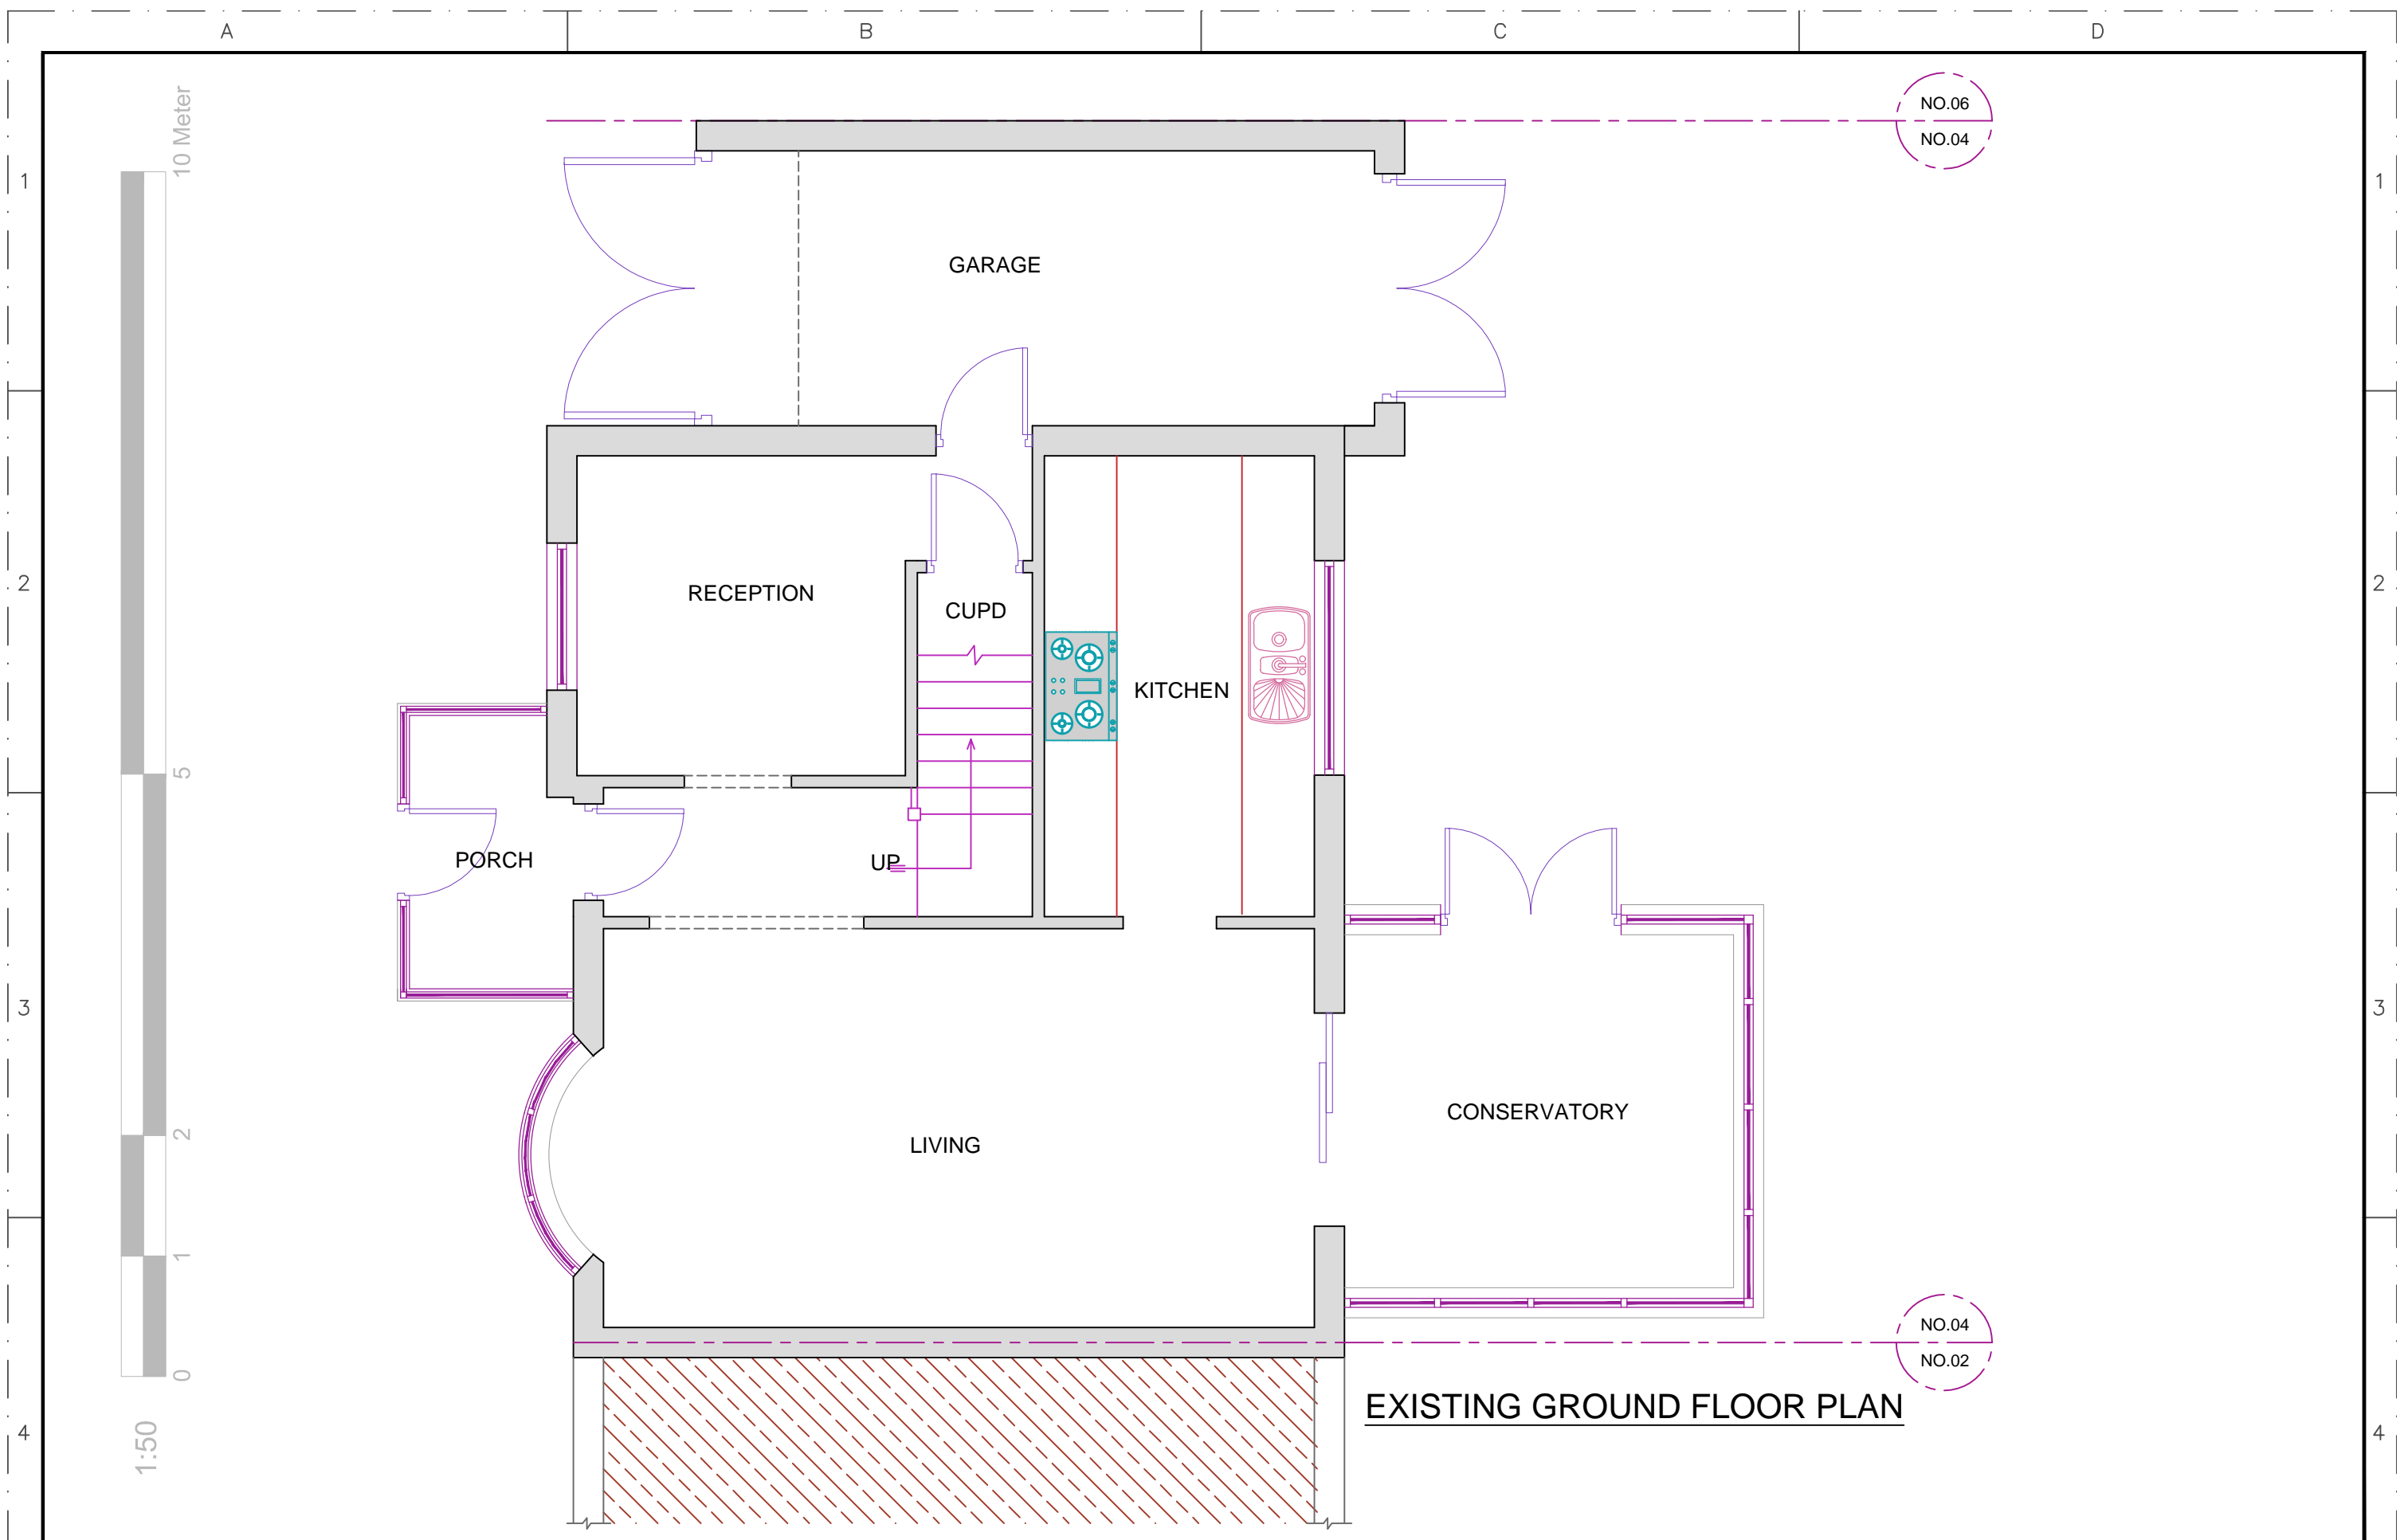 A
B
C
D
10 Meter
NO.06
NO.04
1
1
GARAGE
2
2
RECEPTION
CUPD
KITCHEN
5
PORCH
UP
3
3
CONSERVATORY
LIVING
2
1
0
NO.04
NO.02
EXISTING GROUND FLOOR PLAN
1:50
4
4